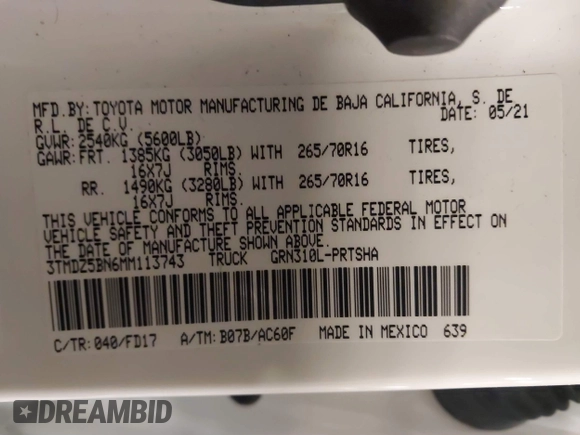 MFD.BY:TOYOTA MOTOR MANUFACTURING DE BAJA CALIFORNIA, S. DE
R.L. DE C.V. DATE: 05/21
GVWR:2540KG (5600LB)
GAWR:FRT. 1385KG (3050LB) WITH 265/70R16 TIRES,
16X7J RIMS.
RR. 1490KG (3280LB) WITH 265/70R16 TIRES,
16X7J RIMS.
THIS VEHICLE CONFORMS TO ALL APPLICABLE FEDERAL MOTOR
VEHICLE SAFETY AND THEFT PREVENTION STANDARDS IN EFFECT ON
THE DATE OF MANUFACTURE SHOWN ABOVE.
3TMDZ5BN6MM113743 TRUCK GRN310L-PRTSHA
C/TR:040/FD17 A/TM:B07B/AC60F MADE IN MEXICO 639
DREAMBID